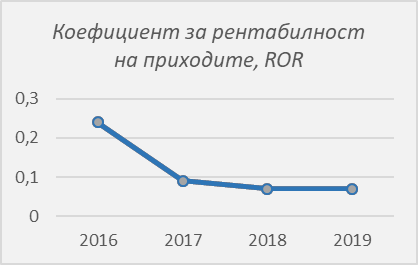 Коефициент за рентабилност
на приходите, ROR
0,3
0,2
0,1
0
2016 2017 2018 2019